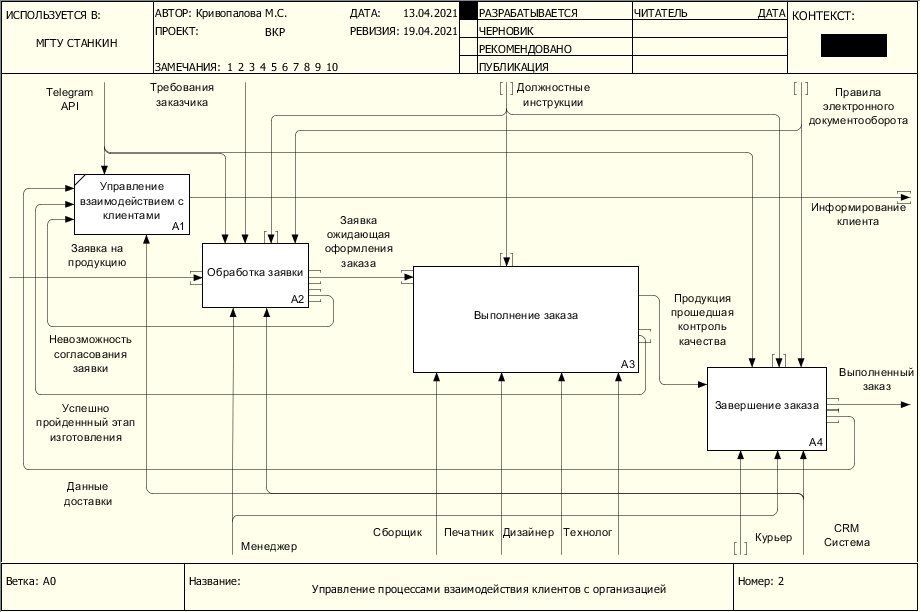 ИСПОЛЬЗУЕТСЯ В:
МГТУ СТАНКИН
АВТОР: Кривопалова М.С.
ДАТА: 13.04.2021
ПРОЕКТ: ВКР
РЕВИЗИЯ: 19.04.2021
ЗАМЕЧАНИЯ: 1 2 3 4 5 6 7 8 9 10
РАЗРАБАТЫВАЕТСЯ
ЧЕРНОВИК
РЕКОМЕНДОВАНО
ПУБЛИКАЦИЯ
ЧИТАТЕЛЬ
ДАТА
КОНТЕКСТ:
Telegram
API
Требования
заказчика
Должностные
инструкции
Правила
электронного
документооборота
Управление
взаимодействием с
клиентами
A1
Информирование
клиента
Заявка на
продукцию
Обработка заявки
A2
Заявка
ожидающая
оформления
заказа
Выполнение заказа
A3
Продукция
прошедшая
контроль
качества
Невозможность
согласования
заявки
Завершение заказа
A4
Выполненный
заказ
Успешно
пройденнный этап
изготовления
Данные
доставки
Менеджер
Сборщик
Печатник
Дизайнер
Технолог
Курьер
CRM
Система
Ветка: A0
Название:
Управление процессами взаимодействия клиентов с организацией
Номер: 2